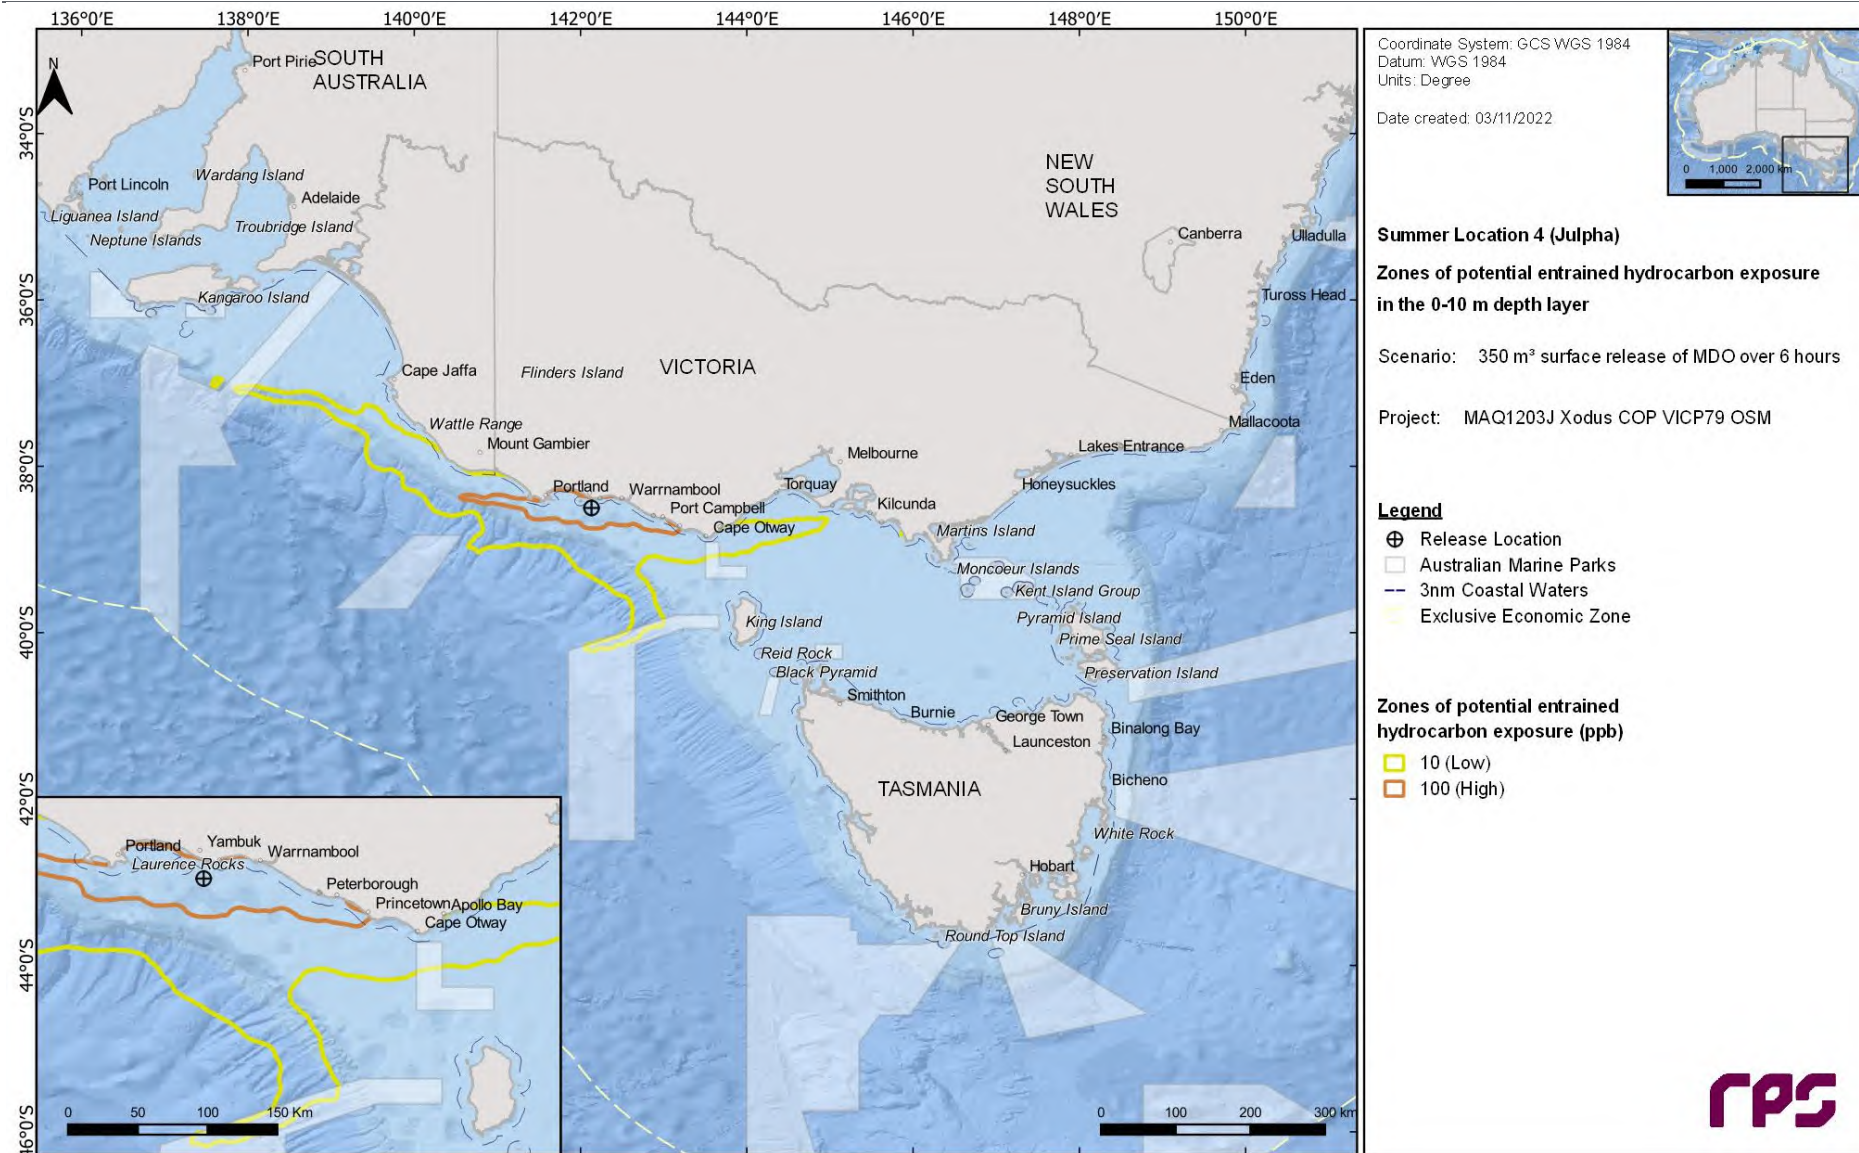 136°0'E 138°0'E 140°0'E 142°0'E 144°0'E 146°0'E 148°0'E 150°0'E
34°0'S
36°0'S
38°0'S
40°0'S
42°0'S
44°0'S
46°0'S
N
Port Pirie
SOUTH
AUSTRALIA
Wardang Island
Port Lincoln
Adelaide
Liguanea Island
Troubridge Island
Neptune Islands
Kangaroo Island
NEW
SOUTH
WALES
Canberra
Ulladulla
Tuross Head
Eden
Mallacoota
Cape Jaffa
Flinders Island
VICTORIA
Wattle Range
Mount Gambier
Melbourne
Lakes Entrance
Portland
Warrnambool
Torquay
Honeysuckles
Port Campbell
Kilcunda
Cape Otway
Martins Island
Moncoeur Islands
Kent Island Group
King Island
Pyramid Island
Prime Seal Island
Reid Rock
Black Pyramid
Preservation Island
Smithton
Burnie
George Town
Binalong Bay
Launceston
Bicheno
TASMANIA
White Rock
Hobart
Bruny Island
Round Top Island
0 100 200 300 km
Portland
Yambuk
Warrnambool
Laurence Rocks
Peterborough
Princetown
Apollo Bay
Cape Otway
0 50 100 150 Km
Coordinate System: GCS WGS 1984
Datum: WGS 1984
Units: Degree
Date created: 03/11/2022
0 1,000 2,000 km
Summer Location 4 (Julpha)
Zones of potential entrained hydrocarbon exposure
in the 0-10 m depth layer
Scenario: 350 m³ surface release of MDO over 6 hours
Project: MAQ1203J Xodus COP VICP79 OSM
Legend
Release Location
Australian Marine Parks
3nm Coastal Waters
Exclusive Economic Zone
Zones of potential entrained
hydrocarbon exposure (ppb)
10 (Low)
100 (High)
rps